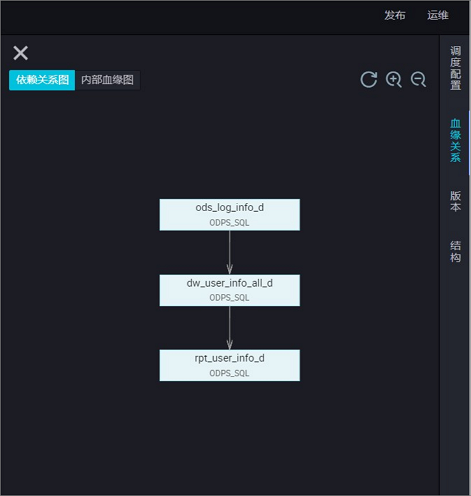 发布 运维
依赖关系图 内部血缘图
调度配置
血缘关系
版本
结构
ods_log_info_d
ODPS_SQL
dw_user_info_all_d
ODPS_SQL
rpt_user_info_d
ODPS_SQL